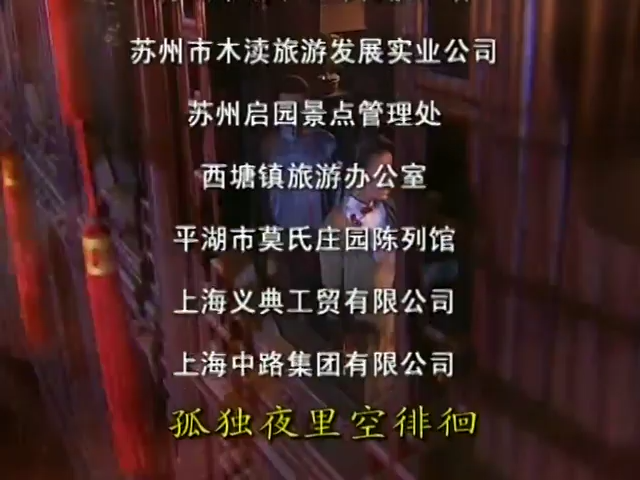 苏州市木渎旅游发展实业公司
苏州启园景点管理处
西塘镇旅游办公室
平湖市莫氏庄园陈列馆
上海义典工贸有限公司
上海中路集团有限公司
孤独夜里空徘徊